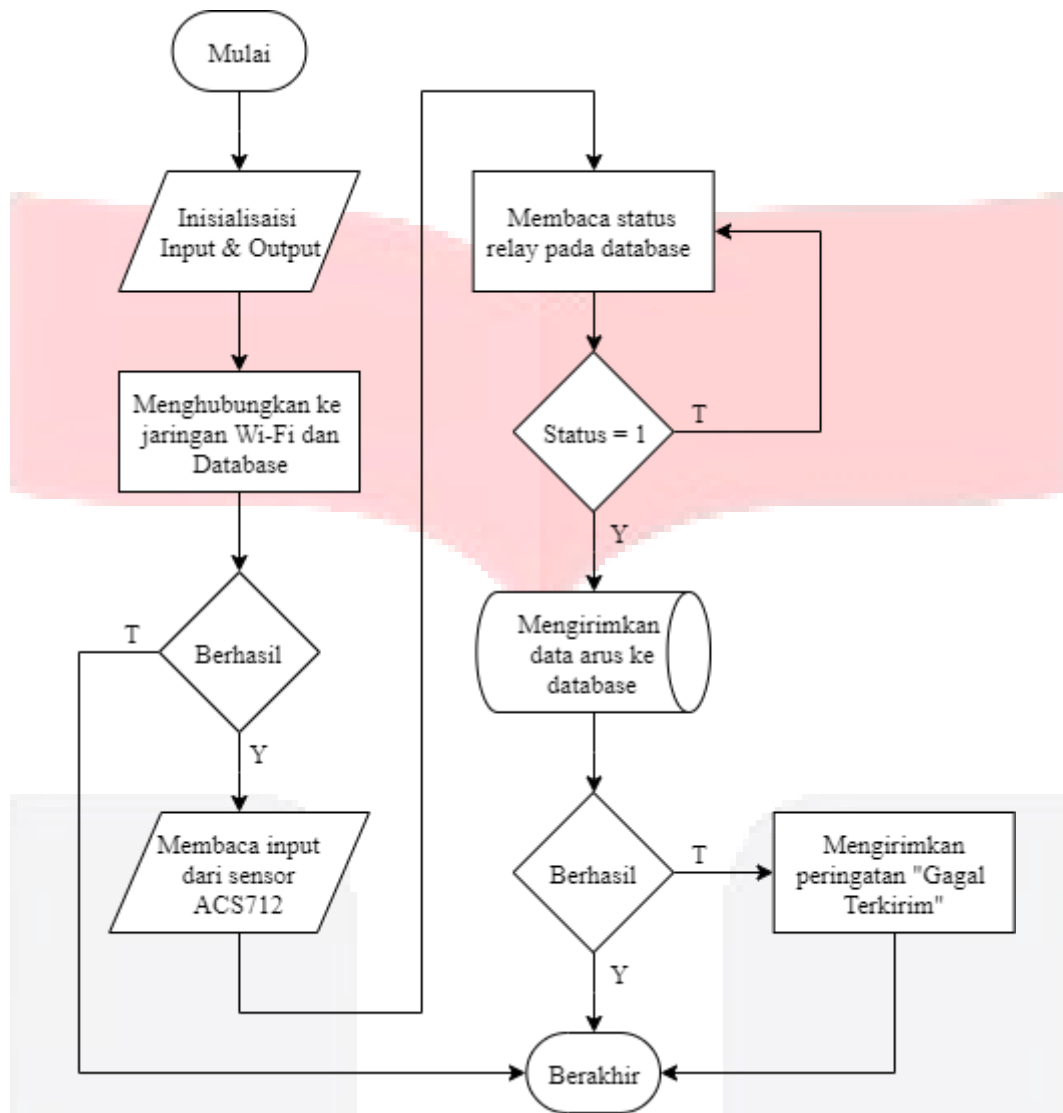 Mulai
Inisialisaisi
Input & Output
Menghubungkan ke
jaringan Wi-Fi dan
Database
Berhasil
T
Y
Membaca input
dari sensor
ACS712
Membaca status
relay pada database
Status = 1
T
Y
Mengirimkan
data arus ke
database
Berhasil
T
Y
Mengirimkan
peringatan "Gagal
Terkirim"
Berakhir